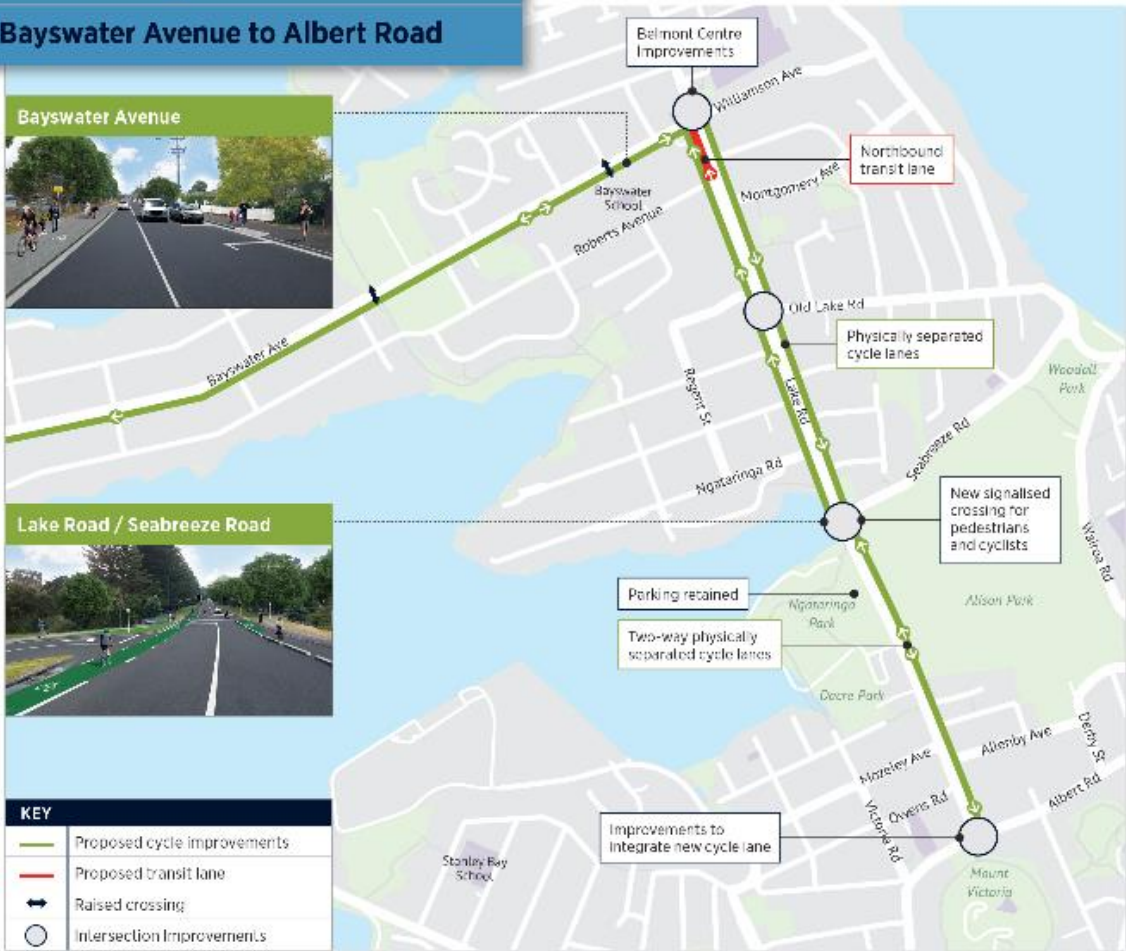 Bayswater Avenue to Albert Road
Belmont Centre
Improvements
Williamson Ave
Bayswater Avenue
Northbound
transit lane
Montgomery Ave
Bayswater
School
Roberts Avenue
Old Lake Rd
Physically separated
cycle lanes
Woodall
Park
Bayswater Ave
Regent St
Lake Rd
Seabreeze Rd
Ngataringa Rd
Lake Road / Seabreeze Road
New signalised
crossing for
pedestrians
and cyclists
Wairoa Rd
Parking retained
Ngataringa
Park
Alison Park
Two-way physically
separated cycle lanes
Dacre Park
Derby St
Allenby Ave
Mozeley Ave
Albert Rd
Owens Rd
Victoria Rd
Improvements to
integrate new cycle lane
Mount
Victoria
Stanley Bay
School
KEY
Proposed cycle improvements
Proposed transit lane
Raised crossing
Intersection Improvements